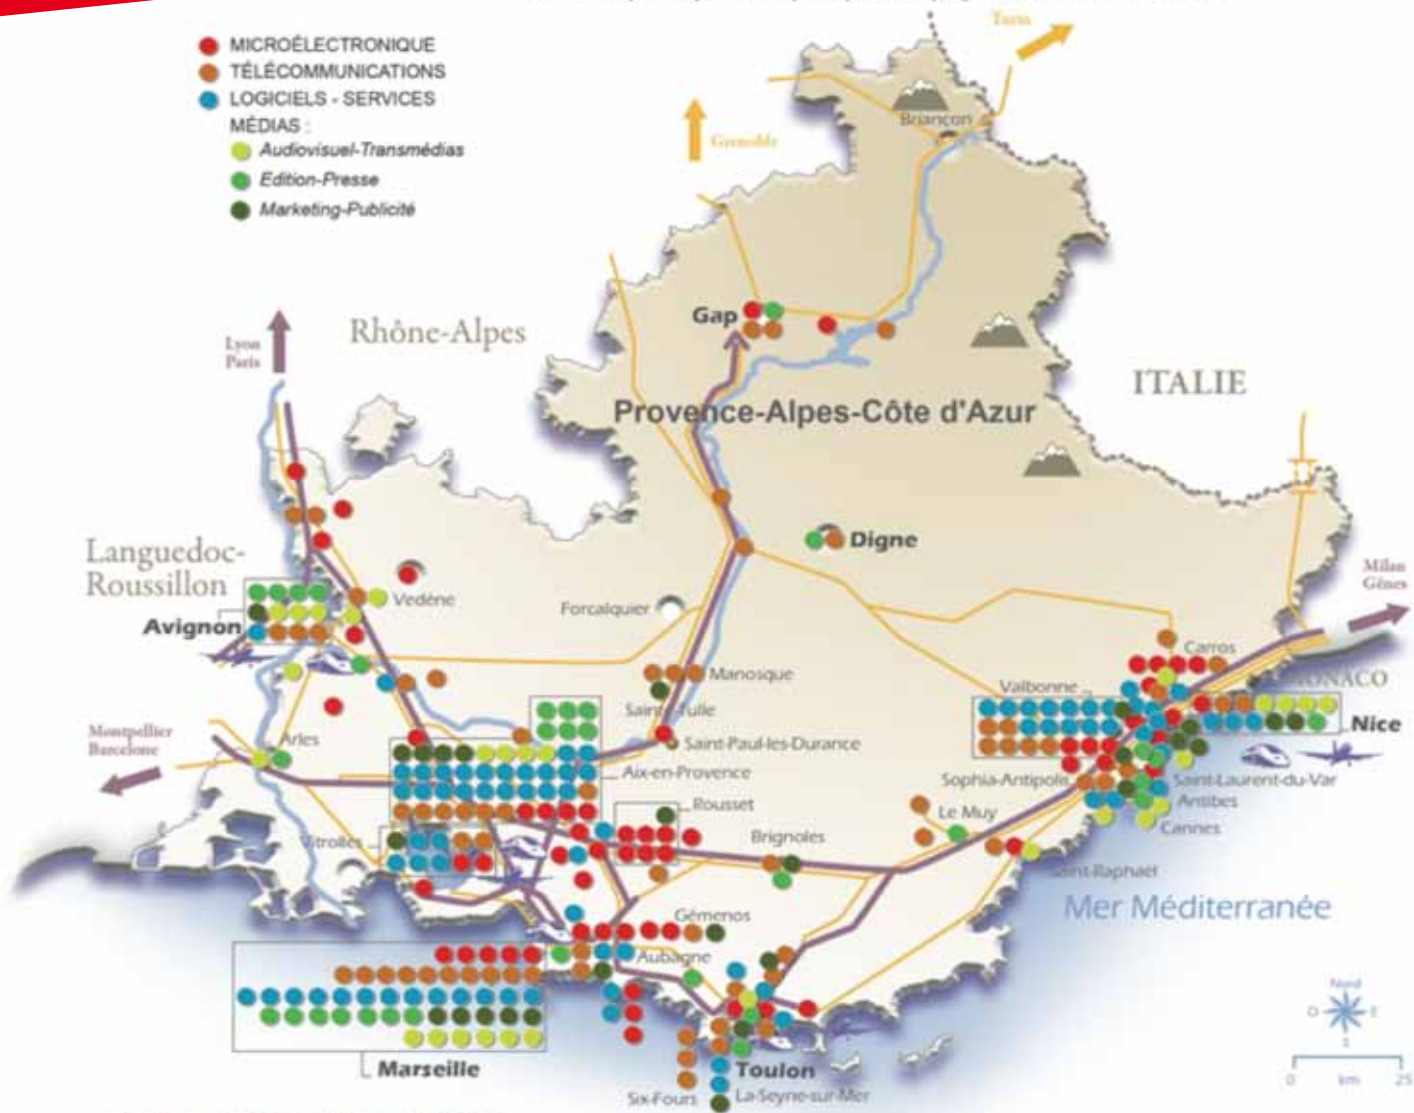 MICROÉLECTRONIQUE
TÉLÉCOMMUNICATIONS
LOGICIELS - SERVICES
MÉDIAS :
Audiovisuel-Transmédias
Edition-Presse
Marketing-Publicité
Turin
Briançon
Grenoble
Gap
Lyon
Paris
Rhône-Alpes
ITALIE
Provence-Alpes-Côte d'Azur
Languedoc-
Roussillon
Digne
Milan
Gênes
Vedène
Forcalquier
Avignon
Carros
Manosque
Valbonne
MONACO
Sainte-Tulle
Nice
Montpellier
Barcelone
Arles
Saint-Paul-les-Durance
Aix-en-Provence
Sophia-Antipolis
Saint-Laurent-du-Var
Rousset
Antibes
Le Muy
Cannes
Vitrolles
Brignoles
Saint-Raphaël
Mer Méditerranée
Gémenos
Aubagne
Nord
O
E
S
Marseille
Toulon
Six-Fours
La-Seyne-sur-Mer
0
km
25